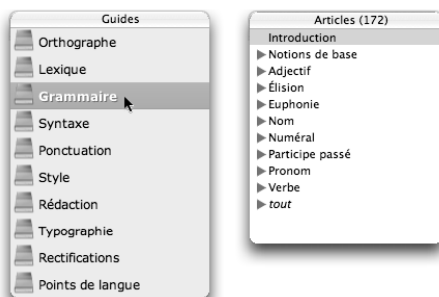 Guides
Orthographe
Lexique
Grammaire
Syntaxe
Ponctuation
Style
Rédaction
Typographie
Rectifications
Points de langue
Articles (172)
Introduction
Notions de base
Adjectif
Élision
Euphonie
Nom
Numéral
Participe passé
Pronom
Verbe
tout